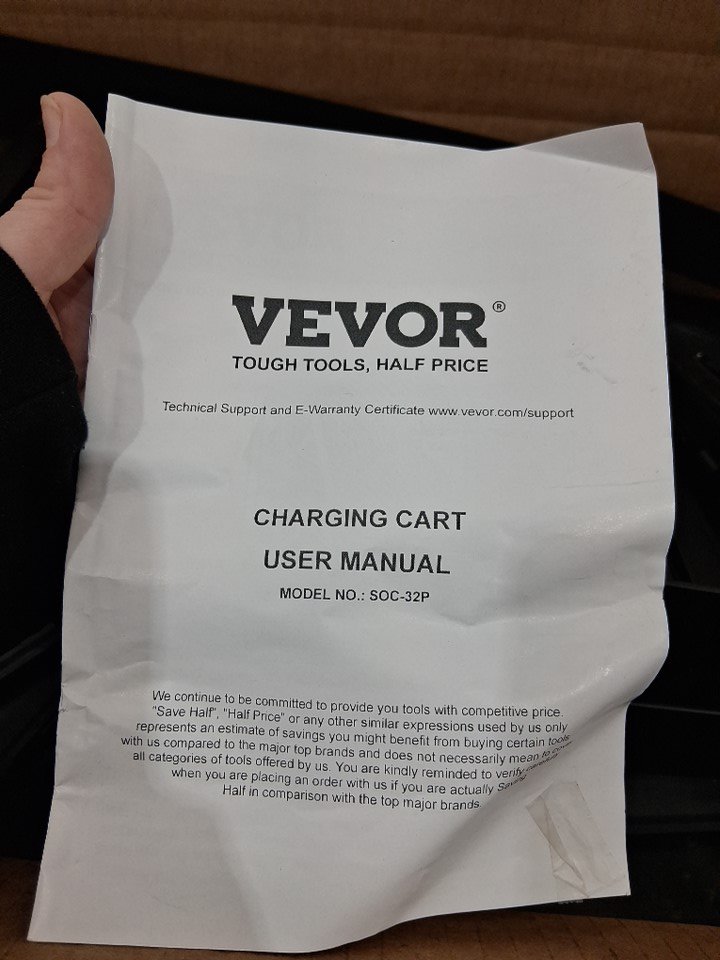 VEVOR®
TOUGH TOOLS, HALF PRICE
Technical Support and E-Warranty Certificate www.vevor.com/support
CHARGING CART
USER MANUAL
MODEL NO.: SOC-32P
We continue to be committed to provide you tools with competitive price.
"Save Half", "Half Price" or any other similar expressions used by us only
represents an estimate of savings you might benefit from buying certain tools
with us compared to the major top brands and does not necessarily mean to cover
all categories of tools offered by us. You are kindly reminded to verify carefully
when you are placing an order with us if you are actually Saving
Half in comparison with the top major brands.